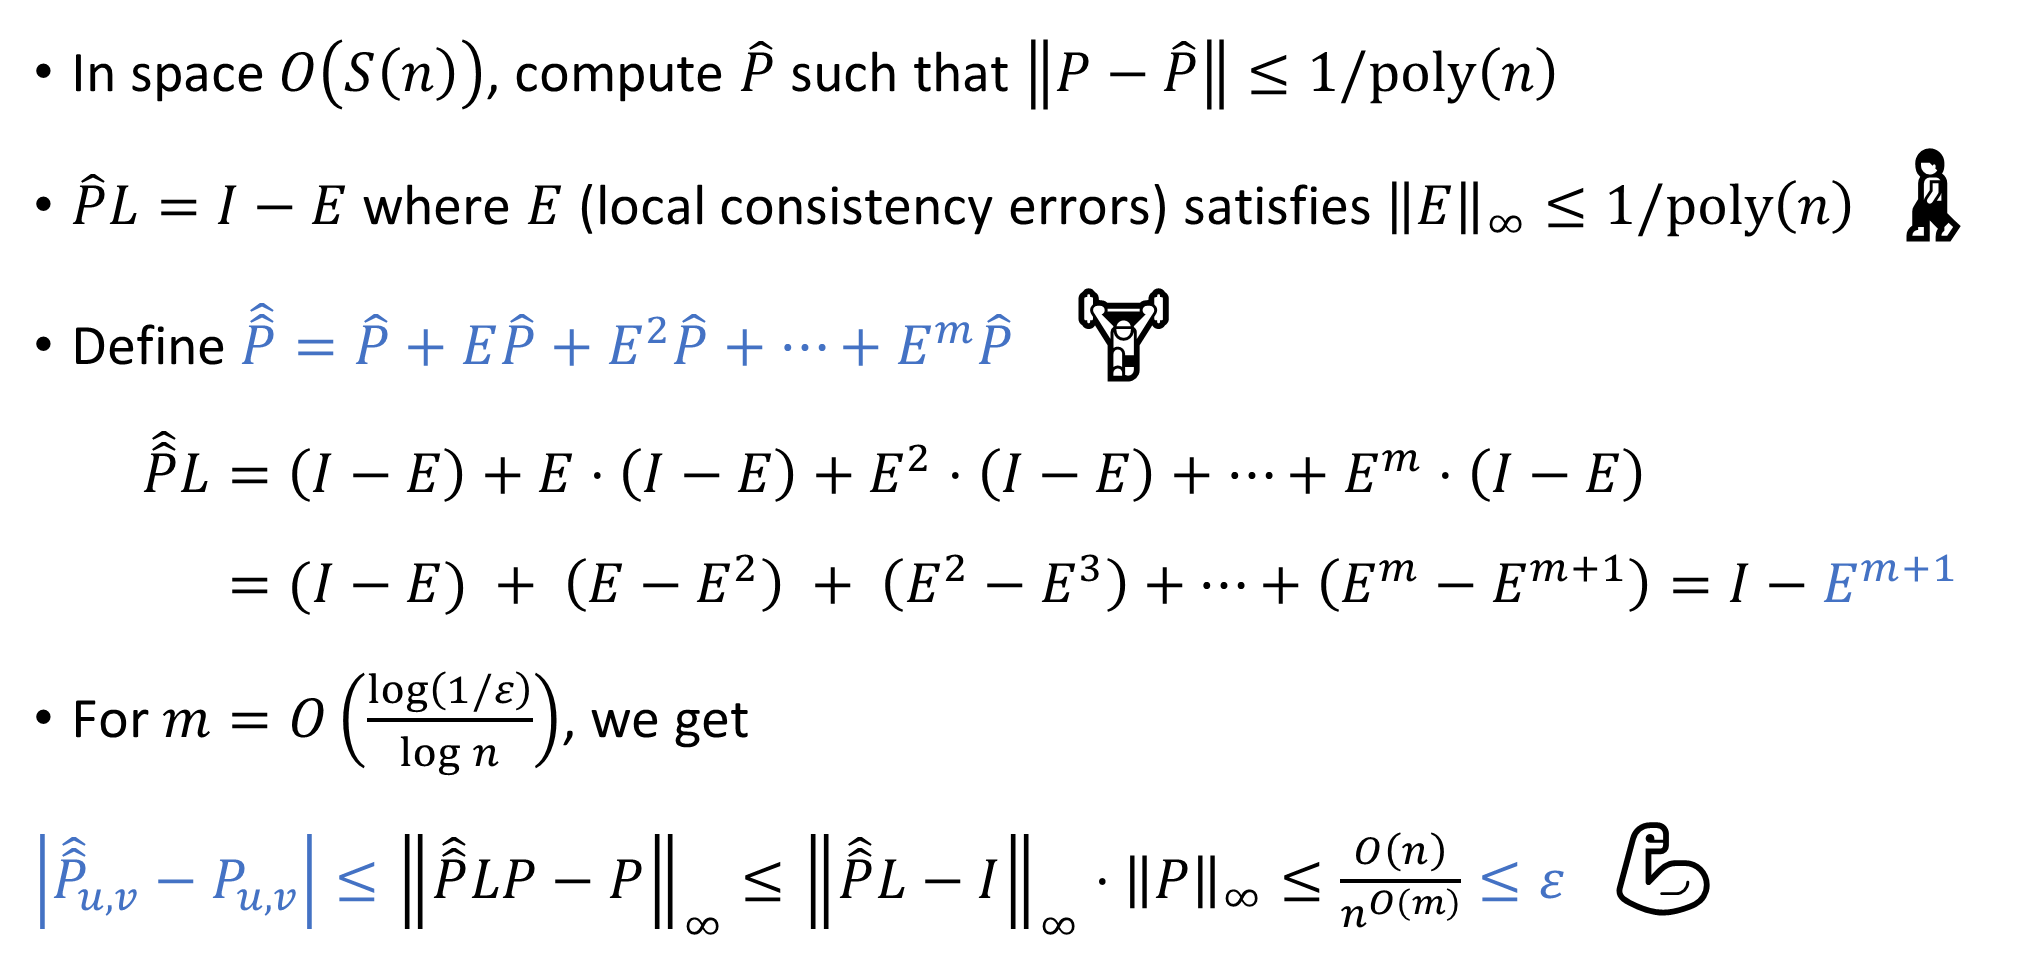 • In space 𝑂(𝑆(𝑛)), compute 𝑃̂ such that ‖𝑃 − 𝑃̂‖ ≤ 1/poly(𝑛)
• 𝑃̂𝐿 = 𝐼 − 𝐸 where 𝐸 (local consistency errors) satisfies ‖𝐸‖_∞ ≤ 1/poly(𝑛)
• Define 𝑃̂̂ = 𝑃̂ + 𝐸𝑃̂ + 𝐸²𝑃̂ + ⋯ + 𝐸^𝑚𝑃̂
𝑃̂̂𝐿 = (𝐼 − 𝐸) + 𝐸 · (𝐼 − 𝐸) + 𝐸² · (𝐼 − 𝐸) + ⋯ + 𝐸^𝑚 · (𝐼 − 𝐸)
= (𝐼 − 𝐸) + (𝐸 − 𝐸²) + (𝐸² − 𝐸³) + ⋯ + (𝐸^𝑚 − 𝐸^{𝑚+1}) = 𝐼 − 𝐸^{𝑚+1}
• For 𝑚 = 𝑂(log(1/𝜀)/log 𝑛), we get
|𝑃̂̂_{𝑢,𝑣} − 𝑃_{𝑢,𝑣}| ≤ ‖𝑃̂̂𝐿𝑃 − 𝑃‖_∞ ≤ ‖𝑃̂̂𝐿 − 𝐼‖_∞ · ‖𝑃‖_∞ ≤ 𝑂(𝑛)/𝑛^{𝑂(𝑚)} ≤ 𝜀